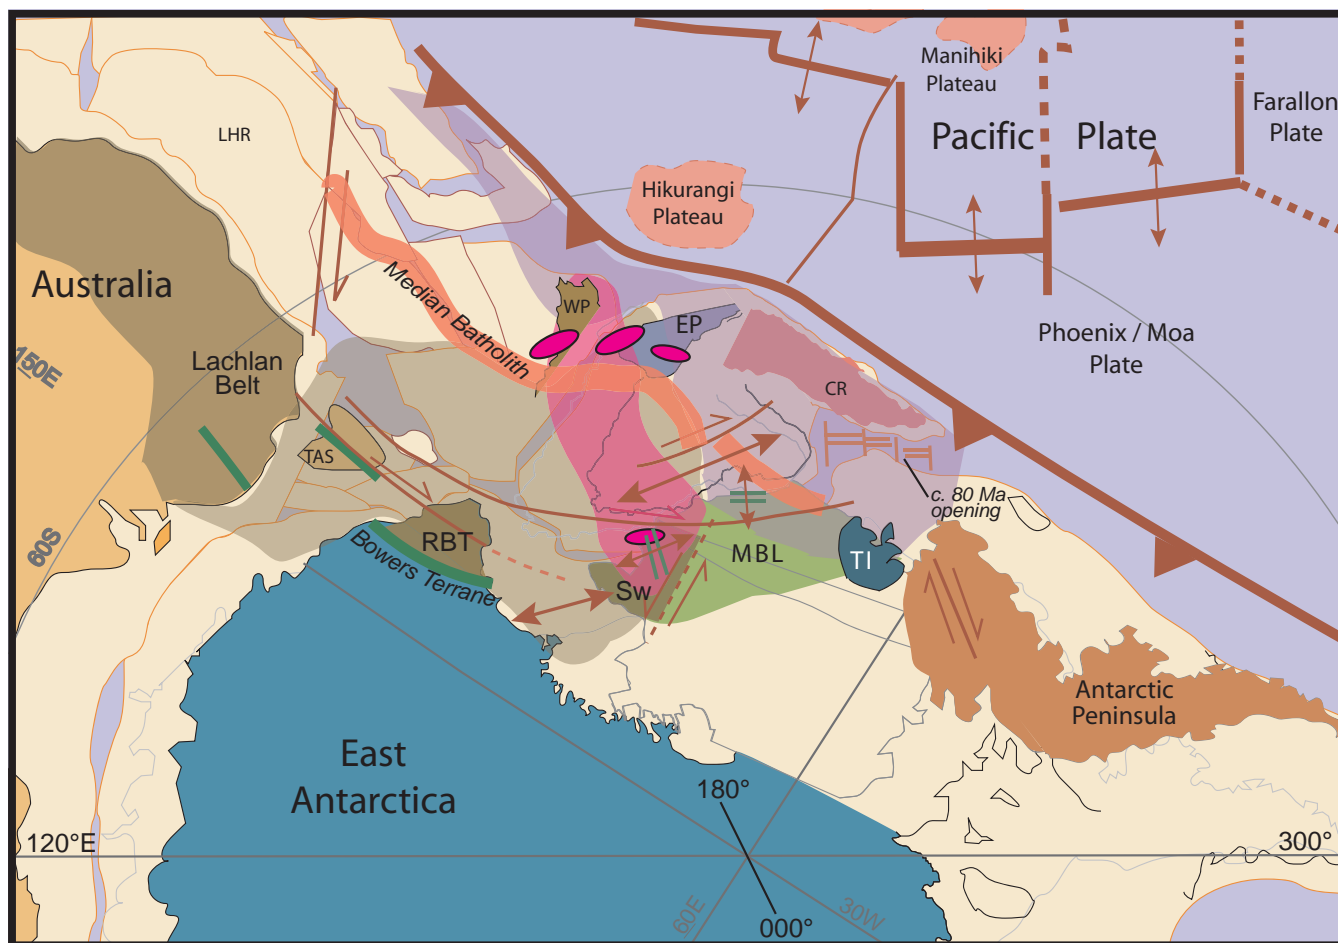 Manihiki
Plateau
Farallon
Plate
Pacific Plate
LHR
Hikurangi
Plateau
Australia
Median Batholith
WP
EP
Phoenix / Moa
Plate
150E
Lachlan
Belt
CR
TAS
c. 80 Ma
opening
60S
RBT
MBL
TI
Bowers Terrane
Sw
Antarctic
Peninsula
East
Antarctica
180°
120°E
300°
60E
30W
000°